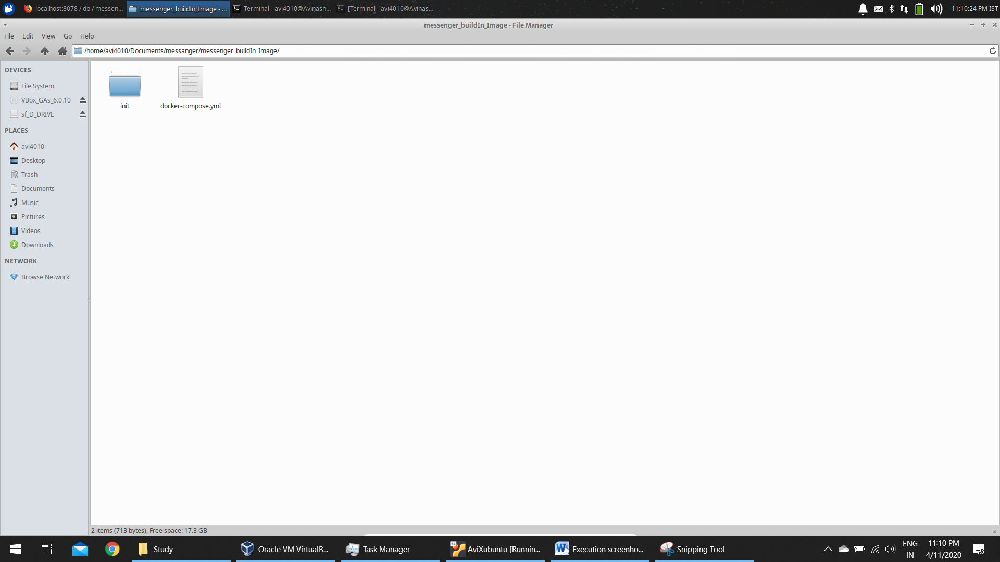 localhost:8078 / db / messen...
messenger_buildIn_Image - ...
Terminal - avi4010@Avinash...
[Terminal - avi4010@Avinas...
11:10:24 PM IST
messenger_buildIn_Image - File Manager
File Edit View Go Help
/home/avi4010/Documents/messanger/messenger_buildIn_Image/
DEVICES
File System
VBox_GAs_6.0.10
sf_D_DRIVE
PLACES
avi4010
Desktop
Trash
Documents
Music
Pictures
Videos
Downloads
NETWORK
Browse Network
init
docker-compose.yml
2 items (713 bytes), Free space: 17.3 GB
Study
Oracle VM VirtualB...
Task Manager
64
AviXubuntu [Runnin...
Execution screenho...
Snipping Tool
ENG
IN
11:10 PM
4/11/2020